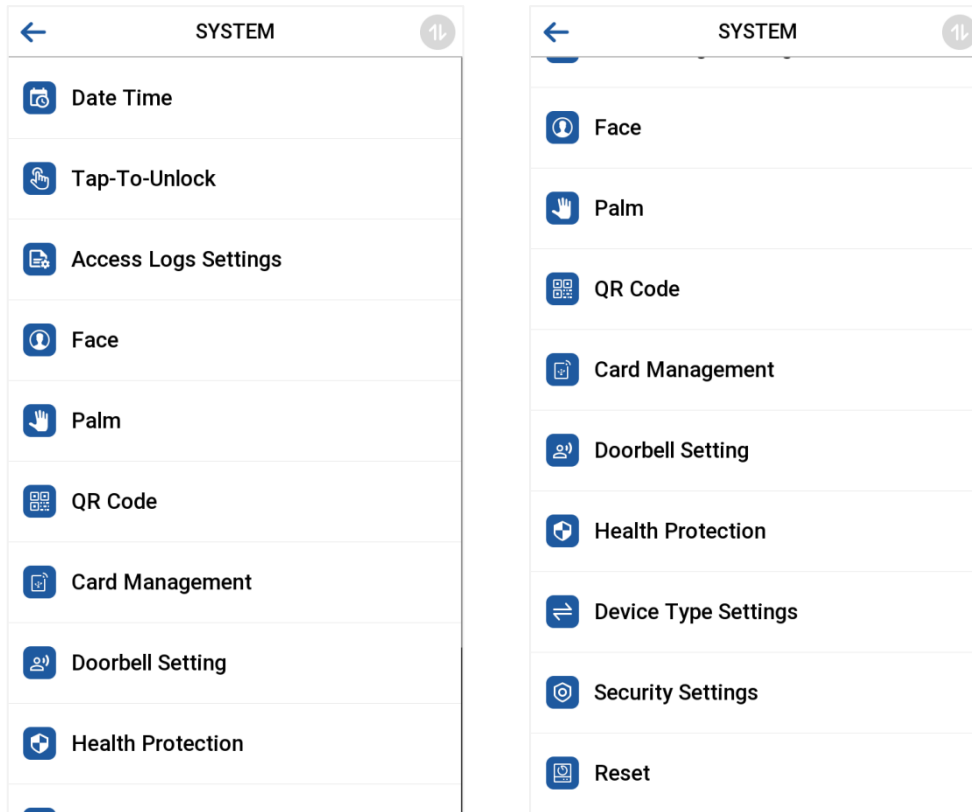 SYSTEM
Date Time
Tap-To-Unlock
Access Logs Settings
Face
Palm
QR Code
Card Management
Doorbell Setting
Health Protection
SYSTEM
Face
Palm
QR Code
Card Management
Doorbell Setting
Health Protection
Device Type Settings
Security Settings
Reset